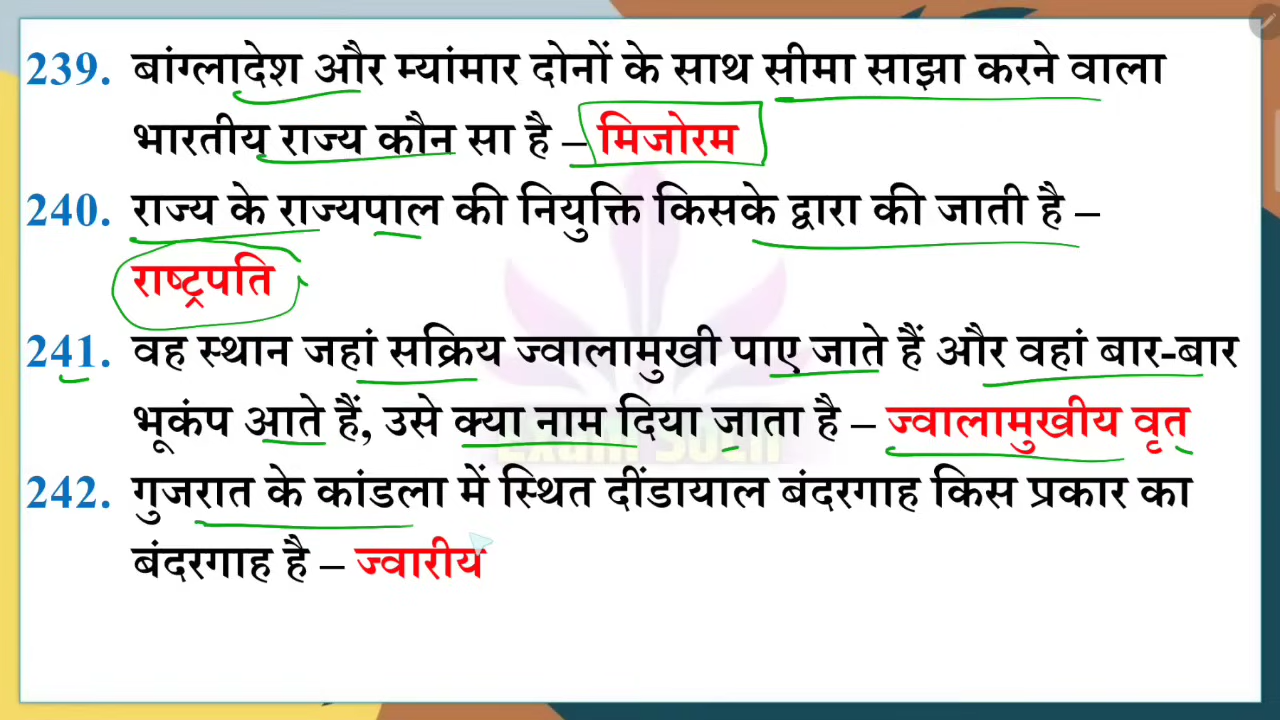 239. बांग्लादेश और म्यांमार दोनों के साथ सीमा साझा करने वाला
भारतीय राज्य कौन सा है – मिजोरम
240. राज्य के राज्यपाल की नियुक्ति किसके द्वारा की जाती है –
राष्ट्रपति
241. वह स्थान जहां सक्रिय ज्वालामुखी पाए जाते हैं और वहां बार-बार
भूकंप आते हैं, उसे क्या नाम दिया जाता है – ज्वालामुखीय वृत
242. गुजरात के कांडला में स्थित दींडायाल बंदरगाह किस प्रकार का
बंदरगाह है – ज्वारीय